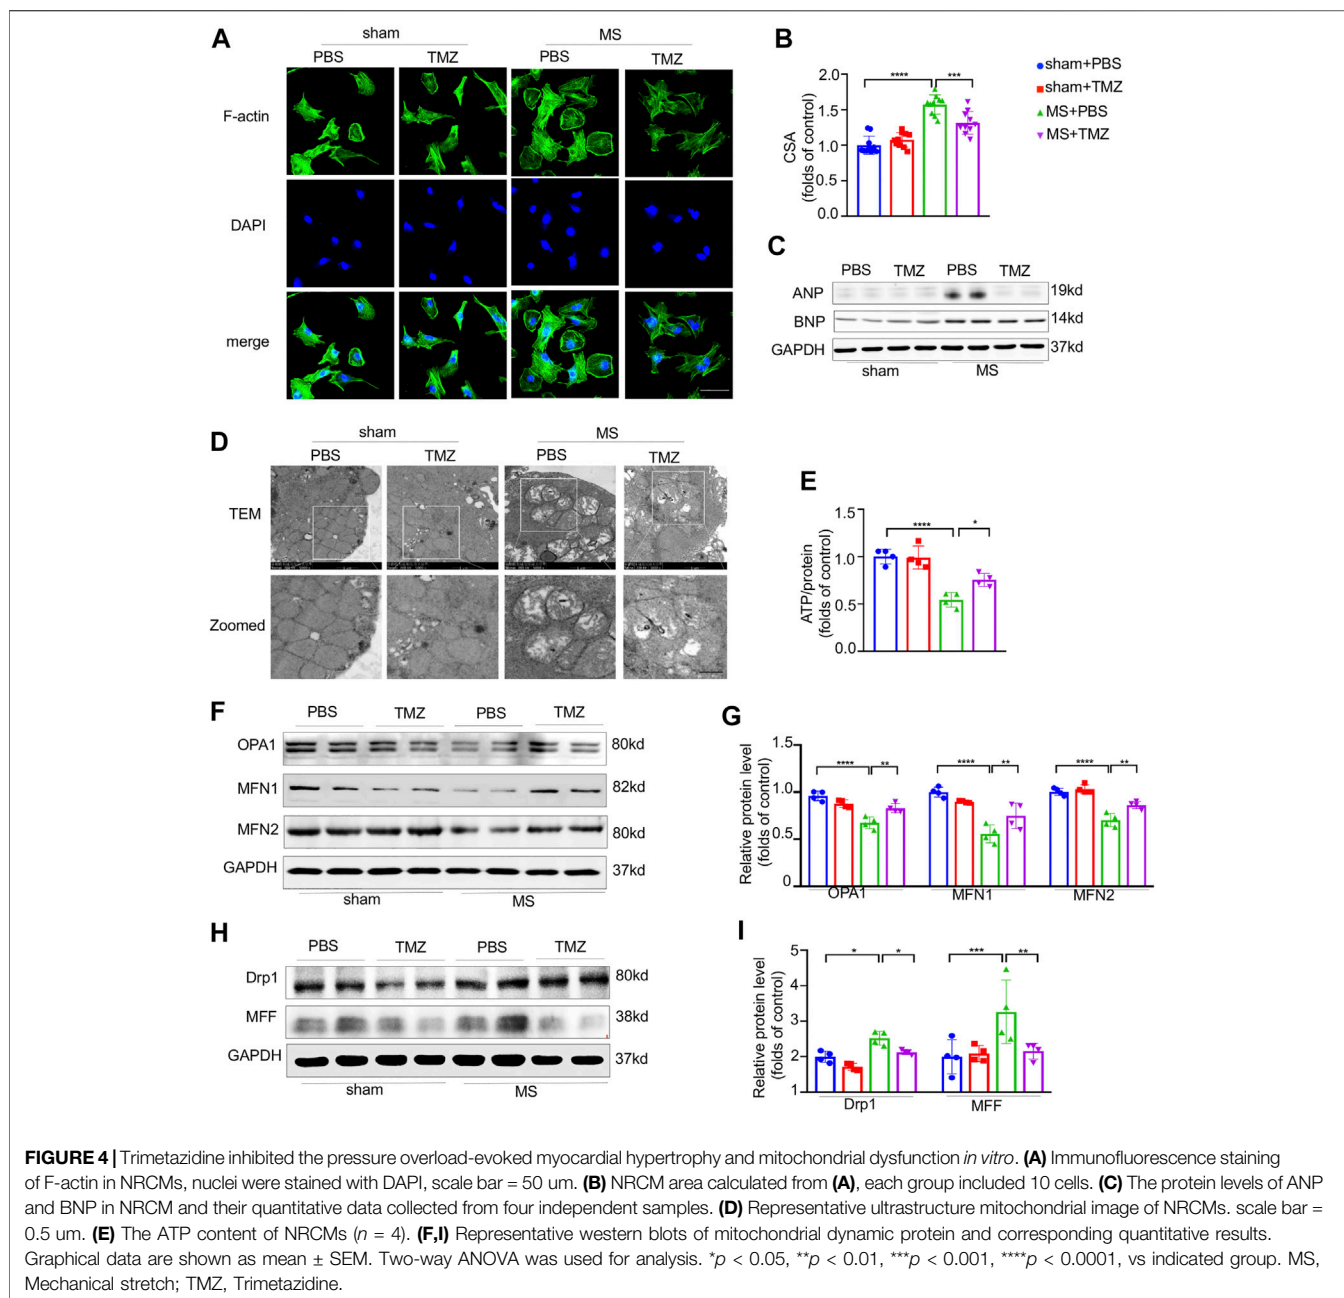 A
sham
MS
PBS
TMZ
PBS
TMZ
F-actin
DAPI
merge
B
CSA
(folds of control)
2.0
1.5
1.0
0.5
0.0
****
***
sham+PBS
sham+TMZ
MS+PBS
MS+TMZ
C
PBS TMZ PBS TMZ
ANP 19kd
BNP 14kd
GAPDH 37kd
sham MS
D
sham
MS
PBS
TMZ
PBS
TMZ
TEM
Zoomed
E
ATP/protein
(folds of control)
1.5
1.0
0.5
0.0
****
*
F
PBS TMZ PBS TMZ
OPA1 80kd
MFN1 82kd
MFN2 80kd
GAPDH 37kd
sham MS
G
Relative protein level
(folds of control)
1.5
1.0
0.5
0
**** ** **** ** **** **
OPA1 MFN1 MFN2
H
PBS TMZ PBS TMZ
Drp1 80kd
MFF 38kd
GAPDH 37kd
sham MS
I
Relative protein level
(folds of control)
5
4
3
2
1
* * *** **
Drp1 MFF
FIGURE 4 | Trimetazidine inhibited the pressure overload-evoked myocardial hypertrophy and mitochondrial dysfunction in vitro. (A) Immunofluorescence staining
of F-actin in NRCMs, nuclei were stained with DAPI, scale bar = 50 um. (B) NRCM area calculated from (A), each group included 10 cells. (C) The protein levels of ANP
and BNP in NRCM and their quantitative data collected from four independent samples. (D) Representative ultrastructure mitochondrial image of NRCMs. scale bar =
0.5 um. (E) The ATP content of NRCMs (n = 4). (F,I) Representative western blots of mitochondrial dynamic protein and corresponding quantitative results.
Graphical data are shown as mean ± SEM. Two-way ANOVA was used for analysis. *p < 0.05, **p < 0.01, ***p < 0.001, ****p < 0.0001, vs indicated group. MS,
Mechanical stretch; TMZ, Trimetazidine.